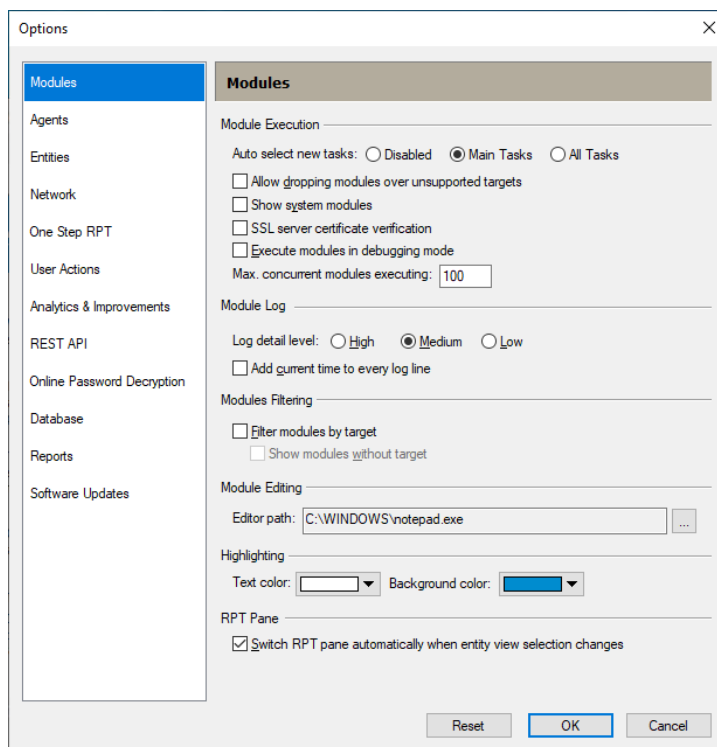 Options
Modules
Agents
Entities
Network
One Step RPT
User Actions
Analytics & Improvements
REST API
Online Password Decryption
Database
Reports
Software Updates
Modules
Module Execution
Auto select new tasks: Disabled Main Tasks All Tasks
Allow dropping modules over unsupported targets
Show system modules
SSL server certificate verification
Execute modules in debugging mode
Max. concurrent modules executing: 100
Module Log
Log detail level: High Medium Low
Add current time to every log line
Modules Filtering
Filter modules by target
Show modules without target
Module Editing
Editor path: C:\WINDOWS\notepad.exe ...
Highlighting
Text color: Background color:
RPT Pane
Switch RPT pane automatically when entity view selection changes
Reset OK Cancel